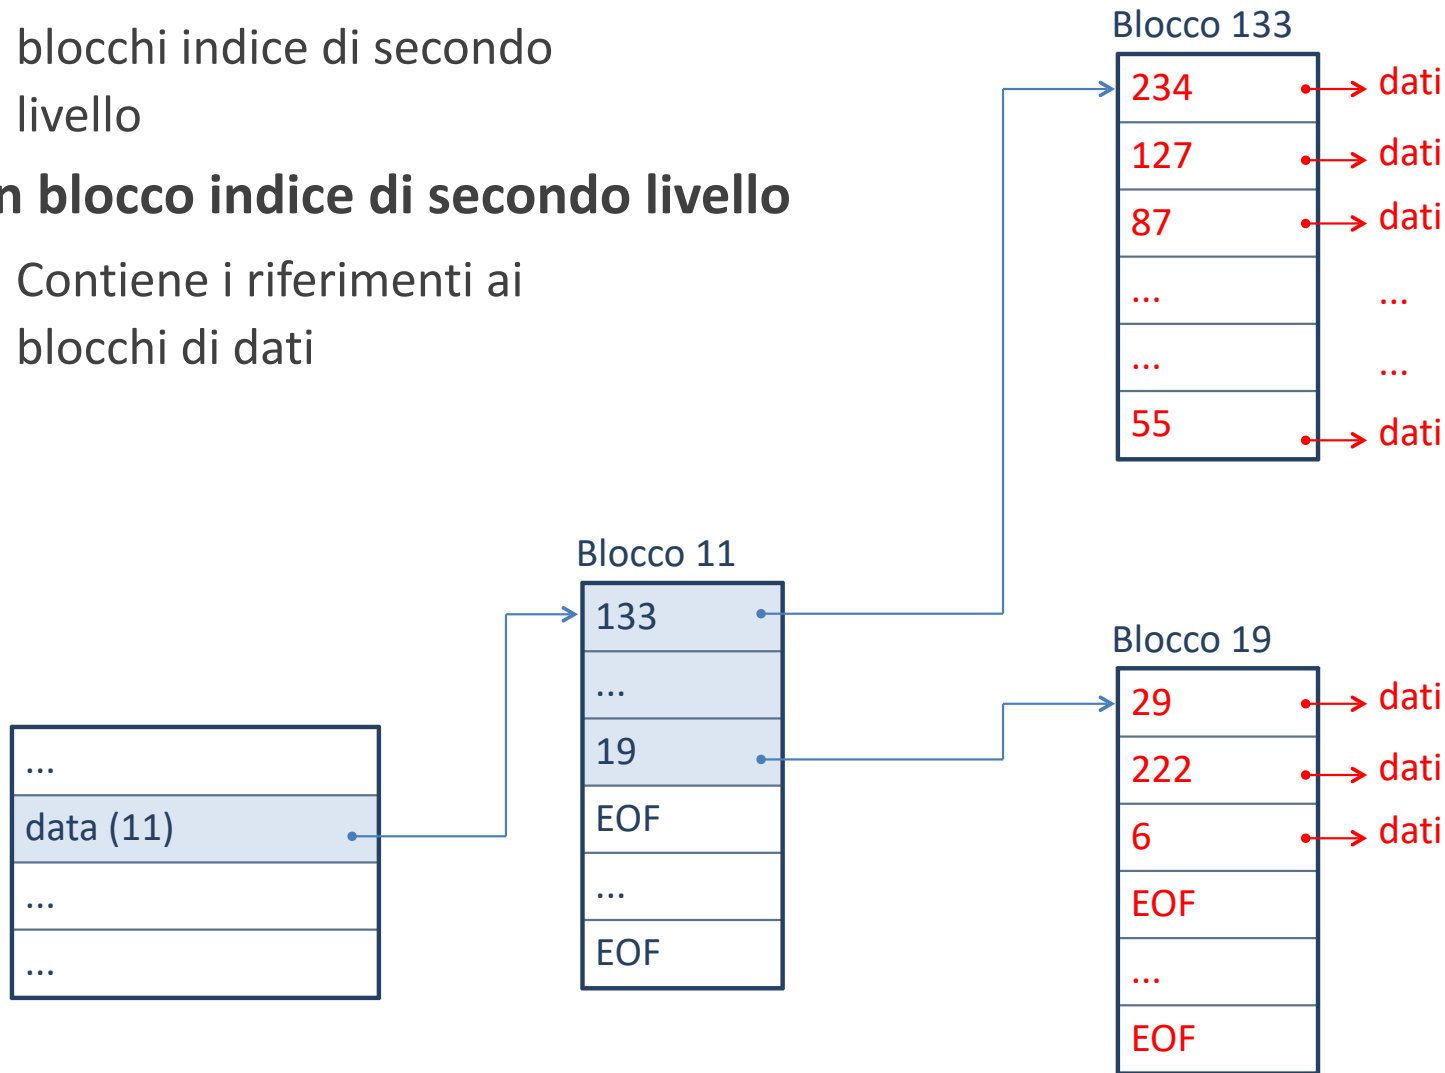 blocchi indice di secondo
livello
n blocco indice di secondo livello
Contiene i riferimenti ai
blocchi di dati
Blocco 133
234 dati
127 dati
87 dati
... ...
... ...
55 dati
Blocco 11
133
...
19
EOF
...
EOF
...
data (11)
...
...
Blocco 19
29 dati
222 dati
6 dati
EOF
...
EOF